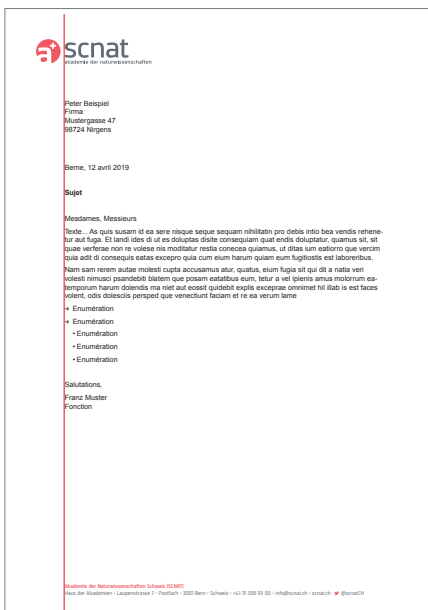 a+ scnat
akademie der naturwissenschaften
Peter Beispiel
Firma
Mustergasse 47
98724 Nirgens
Berne, 12 avril 2019
Sujet
Mesdames, Messieurs
Texte... As quis susam id ea sere nisque seque sequam nihilitatin pro debis intio bea vendis rehene-
tur aut fuga. Et landi ides di ut es doluptas disite consequiam quat endis doluptatur, quamus sit, sit
quae verferae non re volese nis moditatur restia conecea quiamus, ut ditas ium eatiorro que vercim
quia adit di consequis eatas excepro quia cum eium harum quiam eum fugitiostis est laboreribus.
Nam sam rerem autae molesti cupta accusamus atur, quatus, eium fugia sit qui dit a natia veri
volesti nimusci psandebiti blatem que posam eatatibus eum, tetur a vel ipienis amus molorrum ea-
temporum harum dolendis ma niet aut eossit quidebit explis exceprae omnimet hil illab is est faces
volent, odis dolesciis persped que venectiunt faciam et re ea verum lame
→ Enumération
→ Enumération
• Enumération
• Enumération
• Enumération
Salutations,
Franz Muster
Fonction
Akademie der Naturwissenschaften Schweiz (SCNAT)
Haus der Akademien · Laupenstrasse 7 · Postfach · 3001 Bern · Schweiz · +41 31 306 93 00 · info@scnat.ch · scnat.ch @scnatCH